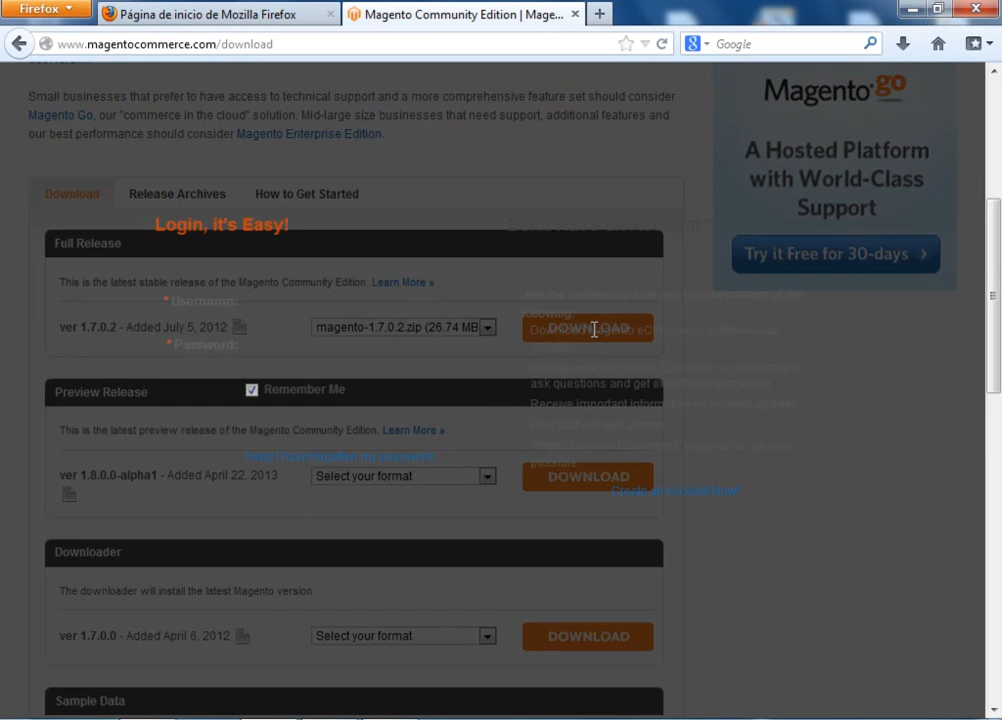 Firefox
Página de inicio de Mozilla Firefox
Magento Community Edition | Mage...
www.magentocommerce.com/download
Google
Small businesses that prefer to have access to technical support and a more comprehensive feature set should consider
Magento Go, our "commerce in the cloud" solution. Mid-large size businesses that need support, additional features and
our best performance should consider Magento Enterprise Edition.
Magento go
A Hosted Platform
with World-Class
Support
Try it Free for 30-days
Download
Release Archives
How to Get Started
Login, it's Easy!
Full Release
This is the latest stable release of the Magento Community Edition. Learn More »
* Username:
ver 1.7.0.2 - Added July 5, 2012
magento-1.7.0.2.zip (26.74 MB
DOWNLOAD
* Password:
Preview Release
Remember Me
ask questions and get
Receive important information
This is the latest preview release of the Magento Community Edition. Learn More »
Help! I have forgotten my password
possible
ver 1.8.0.0-alpha1 - Added April 22, 2013
Select your format
DOWNLOAD
Create an Account Now!
Downloader
The downloader will install the latest Magento version
ver 1.7.0.0 - Added April 6, 2012
Select your format
DOWNLOAD
Sample Data